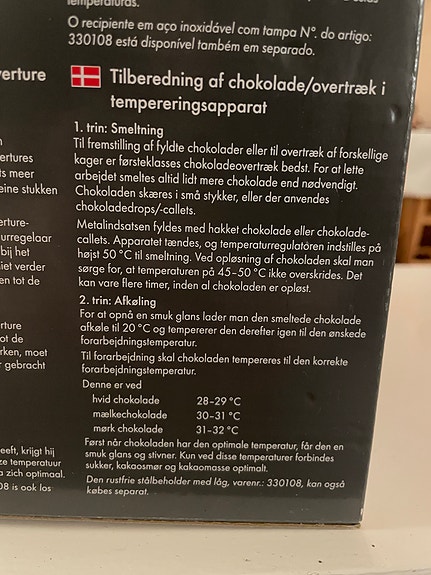 temperaturas.
O recipiente em aço inoxidável com tampa N°. do artigo:
330108 está disponível também em separado.
verture
Tilberedning af chokolade/overtræk i
tempereringsapparat
1. trin: Smeltning
Til fremstilling af fyldte chokolader eller til overtræk af forskellige
kager er førsteklasses chokoladeovertræk bedst. For at lette
arbejdet smeltes altid lidt mere chokolade end nødvendigt.
Chokoladen skæres i små stykker, eller der anvendes
chokoladedrops/-callets.
Metalindsatsen fyldes med hakket chokolade eller chokolade-
callets. Apparatet tændes, og temperaturregulatören indstilles på
højst 50 °C til smeltning. Ved opløsning af chokoladen skal man
sørge for, at temperaturen på 45–50 °C ikke overskrides. Det
kan vare flere timer, inden al chokoladen er opløst.
2. trin: Afkøling
For at opnå en smuk glans lader man den smeltede chokolade
afkøle til 20 °C og tempererer den derefter igen til den ønskede
forarbejdningstemperatur.
Til forarbejdning skal chokoladen tempereres til den korrekte
forarbejdningstemperatur.
Denne er ved
hvid chokolade 28–29 °C
mælkechokolade 30–31 °C
mørk chokolade 31–32 °C
Først når chokoladen har den optimale temperatur, får den en
smuk glans og stivner. Kun ved disse temperaturer forbindes
sukker, kakaosmør og kakaomasse optimalt.
Den rustfrie stålbeholder med låg, varenr.: 330108, kan også
købes separat.
ertures
ts meer
eine stukken
verture-
urregelaar
bij het
niet verder
en tot de
erture
tot de
rken, moet
gebracht
eeft, krijgt hij
ze temperatuur
a zich optimaal.
08 is ook los